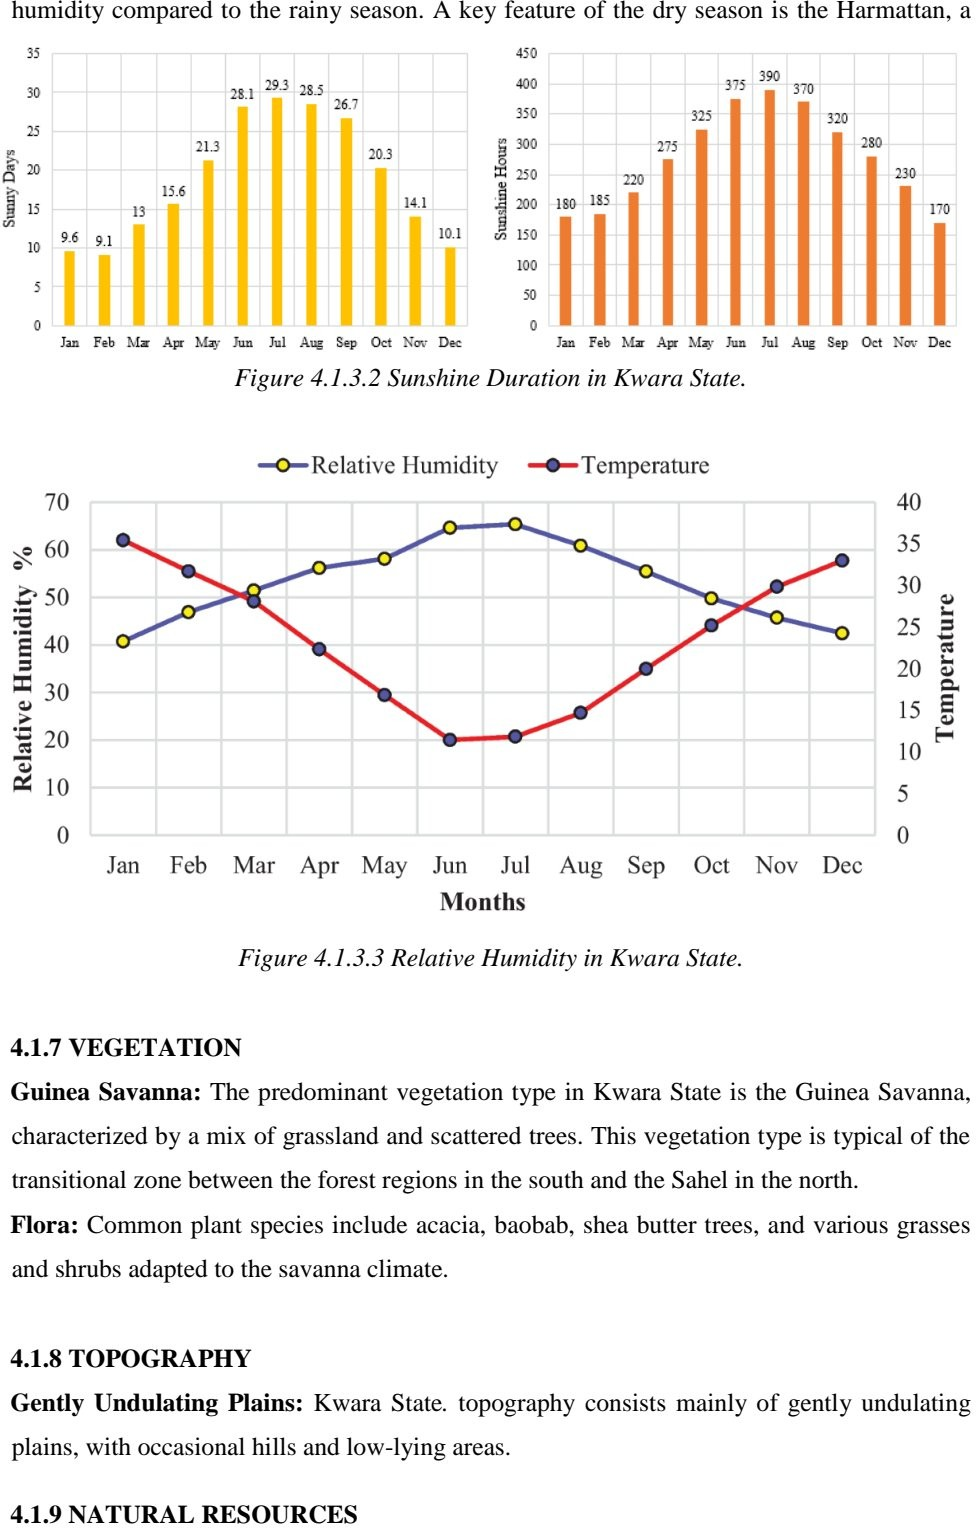 humidity compared to the rainy season. A key feature of the dry season is the Harmattan, a
35
30
25
20
15
10
5
0
Sunny Days
9.6
9.1
13
15.6
21.3
28.1
29.3
28.5
26.7
20.3
14.1
10.1
Jan Feb Mar Apr May Jun Jul Aug Sep Oct Nov Dec
450
400
350
300
250
200
150
100
50
0
Sunshine Hours
180
185
220
275
325
375
390
370
320
280
230
170
Jan Feb Mar Apr May Jun Jul Aug Sep Oct Nov Dec
Figure 4.1.3.2 Sunshine Duration in Kwara State.
Relative Humidity Temperature
70
60
50
40
30
20
10
0
Relative Humidity %
40
35
30
25
20
15
10
5
0
Temperature
Jan Feb Mar Apr May Jun Jul Aug Sep Oct Nov Dec
Months
Figure 4.1.3.3 Relative Humidity in Kwara State.
4.1.7 VEGETATION
Guinea Savanna: The predominant vegetation type in Kwara State is the Guinea Savanna,
characterized by a mix of grassland and scattered trees. This vegetation type is typical of the
transitional zone between the forest regions in the south and the Sahel in the north.
Flora: Common plant species include acacia, baobab, shea butter trees, and various grasses
and shrubs adapted to the savanna climate.
4.1.8 TOPOGRAPHY
Gently Undulating Plains: Kwara State. topography consists mainly of gently undulating
plains, with occasional hills and low-lying areas.
4.1.9 NATURAL RESOURCES